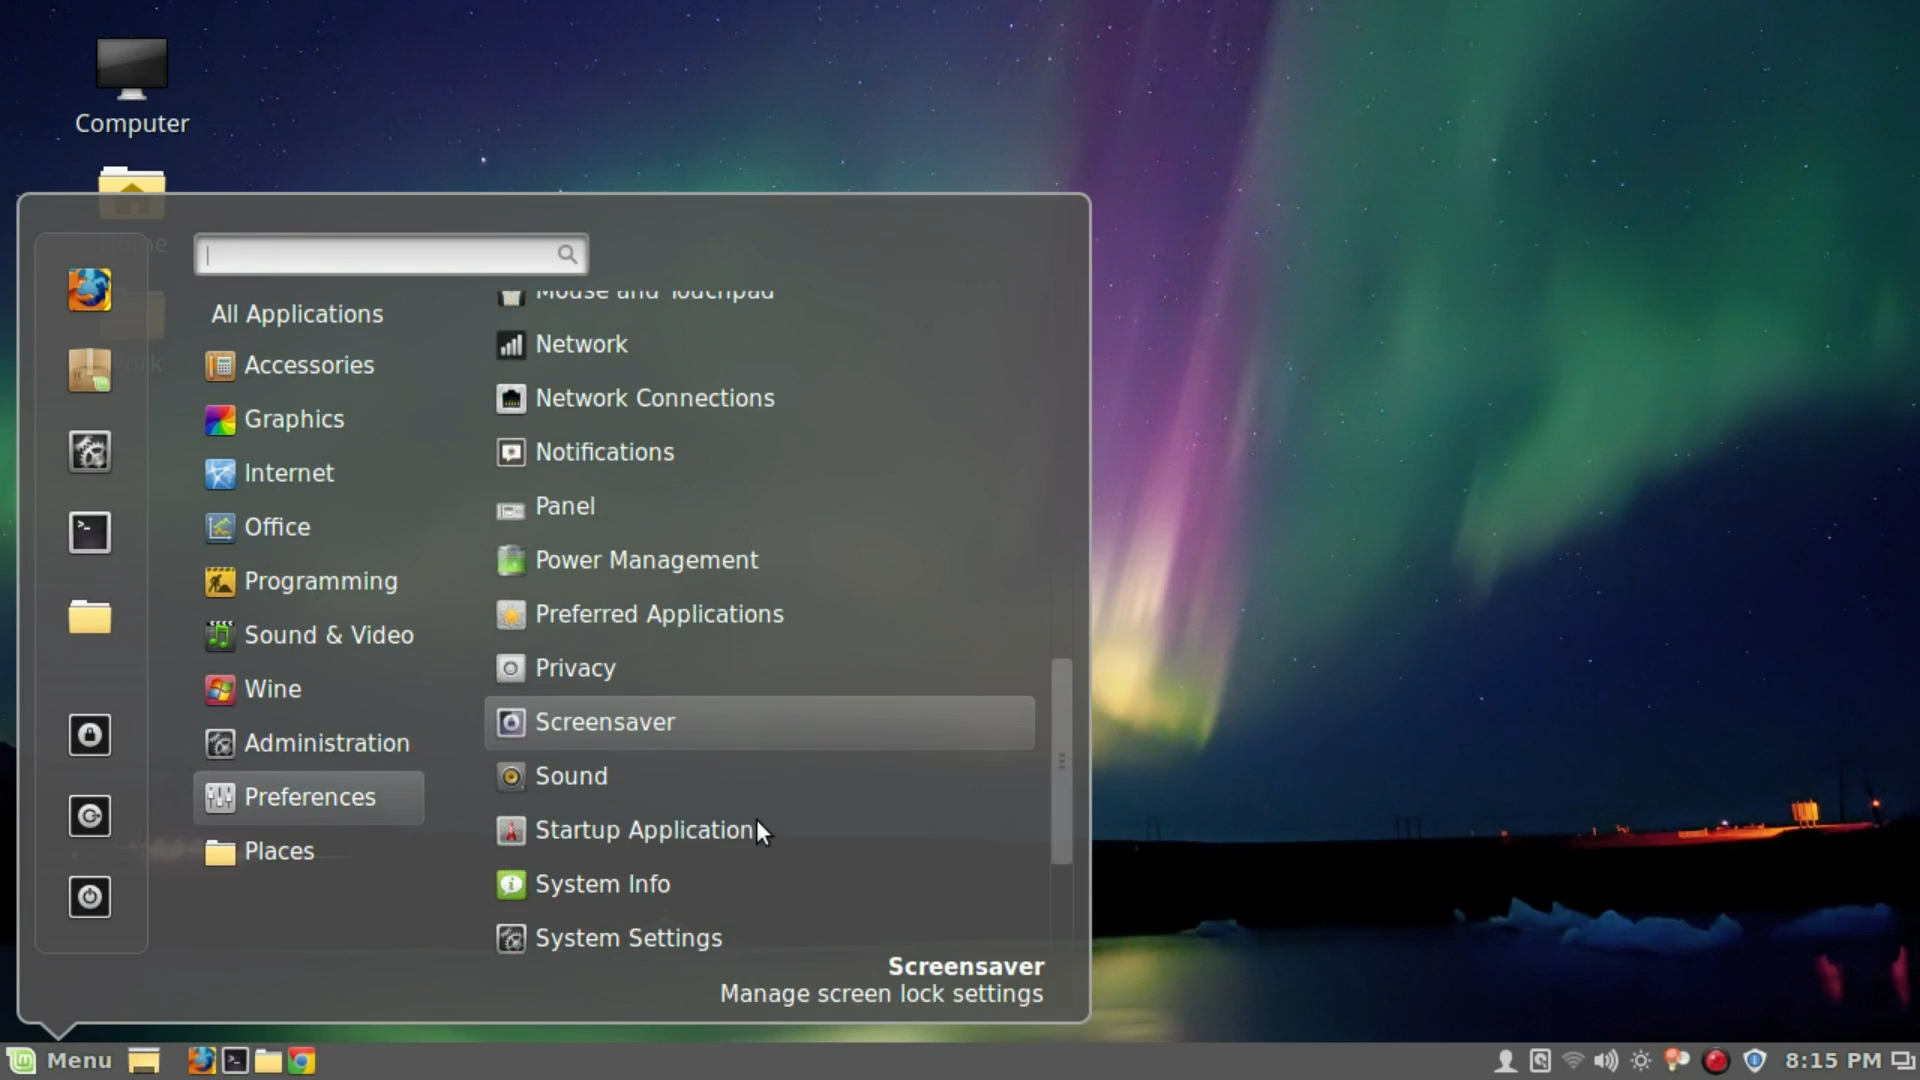 Computer
All Applications
Accessories
Graphics
Internet
Office
Programming
Sound & Video
Wine
Administration
Preferences
Places
Mouse and Touchpad
Network
Network Connections
Notifications
Panel
Power Management
Preferred Applications
Privacy
Screensaver
Sound
Startup Application
System Info
System Settings
Screensaver
Manage screen lock settings
Menu
8:15 PM